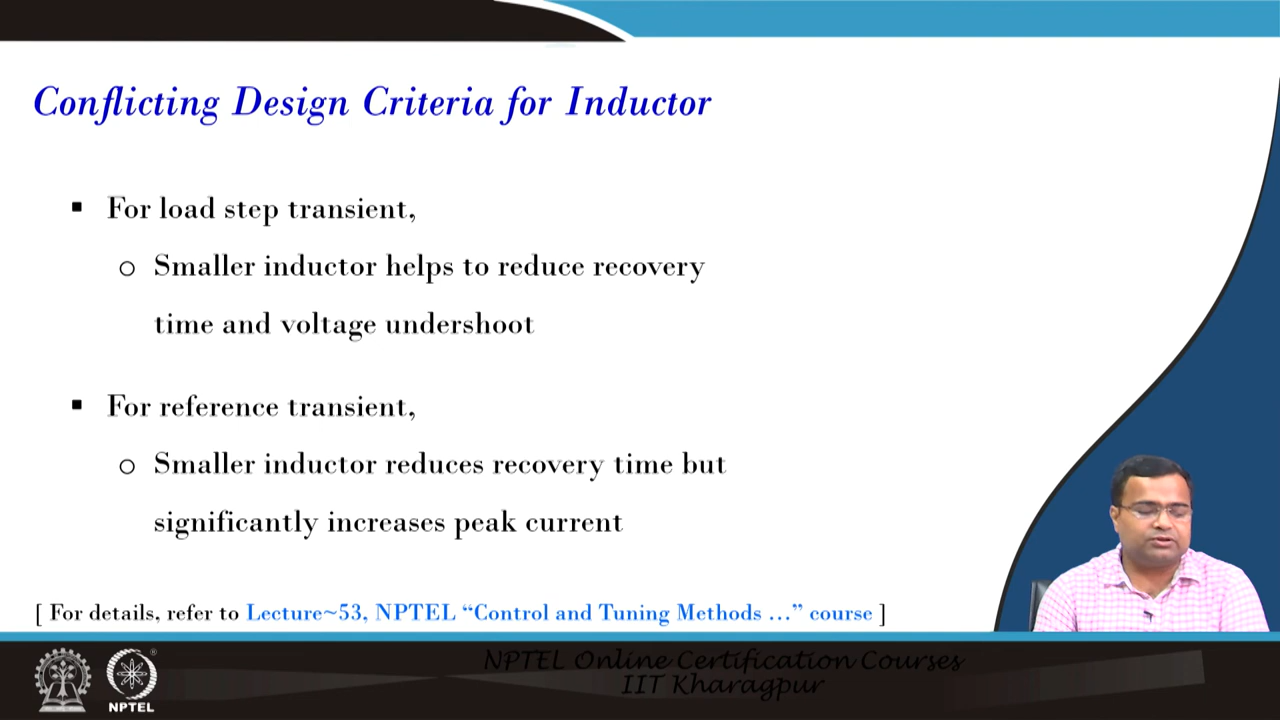 Conflicting Design Criteria for Inductor
▪ For load step transient,
o Smaller inductor helps to reduce recovery
time and voltage undershoot
▪ For reference transient,
o Smaller inductor reduces recovery time but
significantly increases peak current
[ For details, refer to Lecture~53, NPTEL “Control and Tuning Methods …” course ]
NPTEL Online Certification Courses
IIT Kharagpur
NPTEL